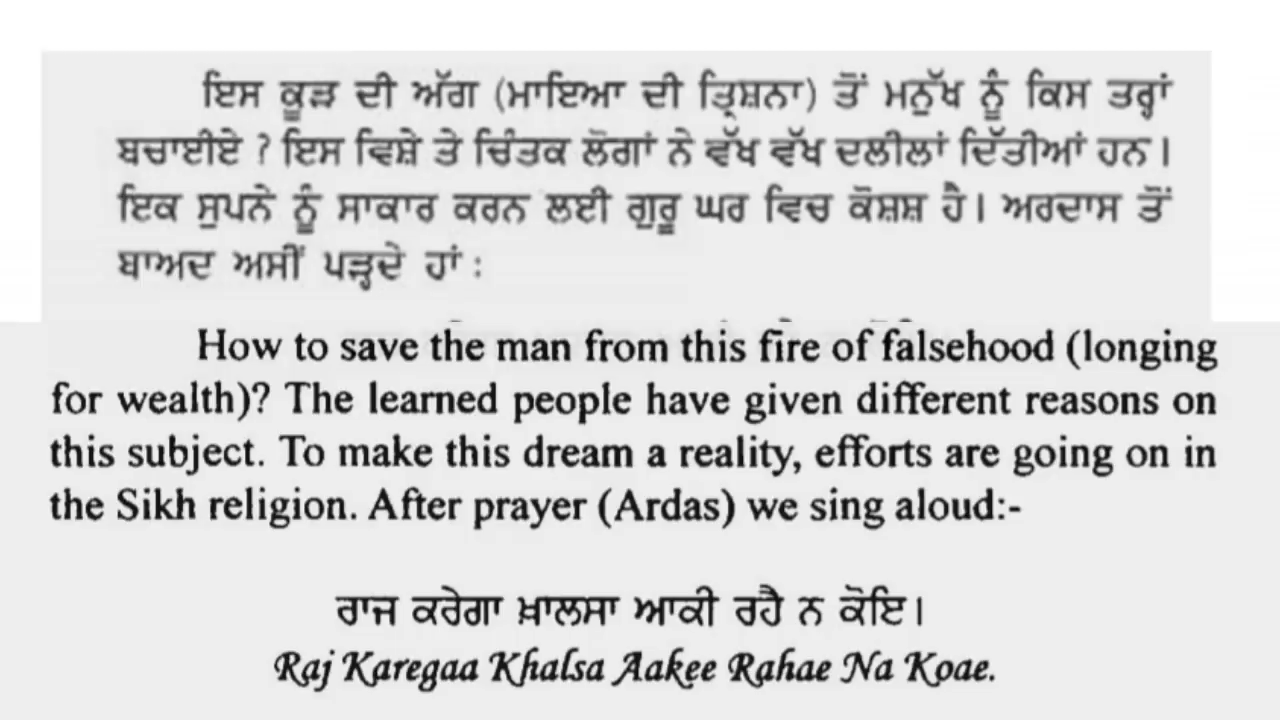 ਇਸ ਕੂੜ ਦੀ ਅੱਗ (ਮਾਇਆ ਦੀ ਤ੍ਰਿਸ਼ਨਾ) ਤੋਂ ਮਨੁੱਖ ਨੂੰ ਕਿਸ ਤਰ੍ਹਾਂ
ਬਚਾਈਏ ? ਇਸ ਵਿਸ਼ੇ ਤੇ ਚਿੰਤਕ ਲੋਗਾਂ ਨੇ ਵੱਖ ਵੱਖ ਦਲੀਲਾਂ ਦਿੱਤੀਆਂ ਹਨ।
ਇਕ ਸੁਪਨੇ ਨੂੰ ਸਾਕਾਰ ਕਰਨ ਲਈ ਗੁਰੂ ਘਰ ਵਿਚ ਕੋਸ਼ਸ਼ ਹੈ। ਅਰਦਾਸ ਤੋਂ
ਬਾਅਦ ਅਸੀਂ ਪੜ੍ਹਦੇ ਹਾਂ :
How to save the man from this fire of falsehood (longing
for wealth)? The learned people have given different reasons on
this subject. To make this dream a reality, efforts are going on in
the Sikh religion. After prayer (Ardas) we sing aloud:-
ਰਾਜ ਕਰੇਗਾ ਖ਼ਾਲਸਾ ਆਕੀ ਰਹੈ ਨ ਕੋਇ।
Raj Karegaa Khalsa Aakee Rahae Na Koae.